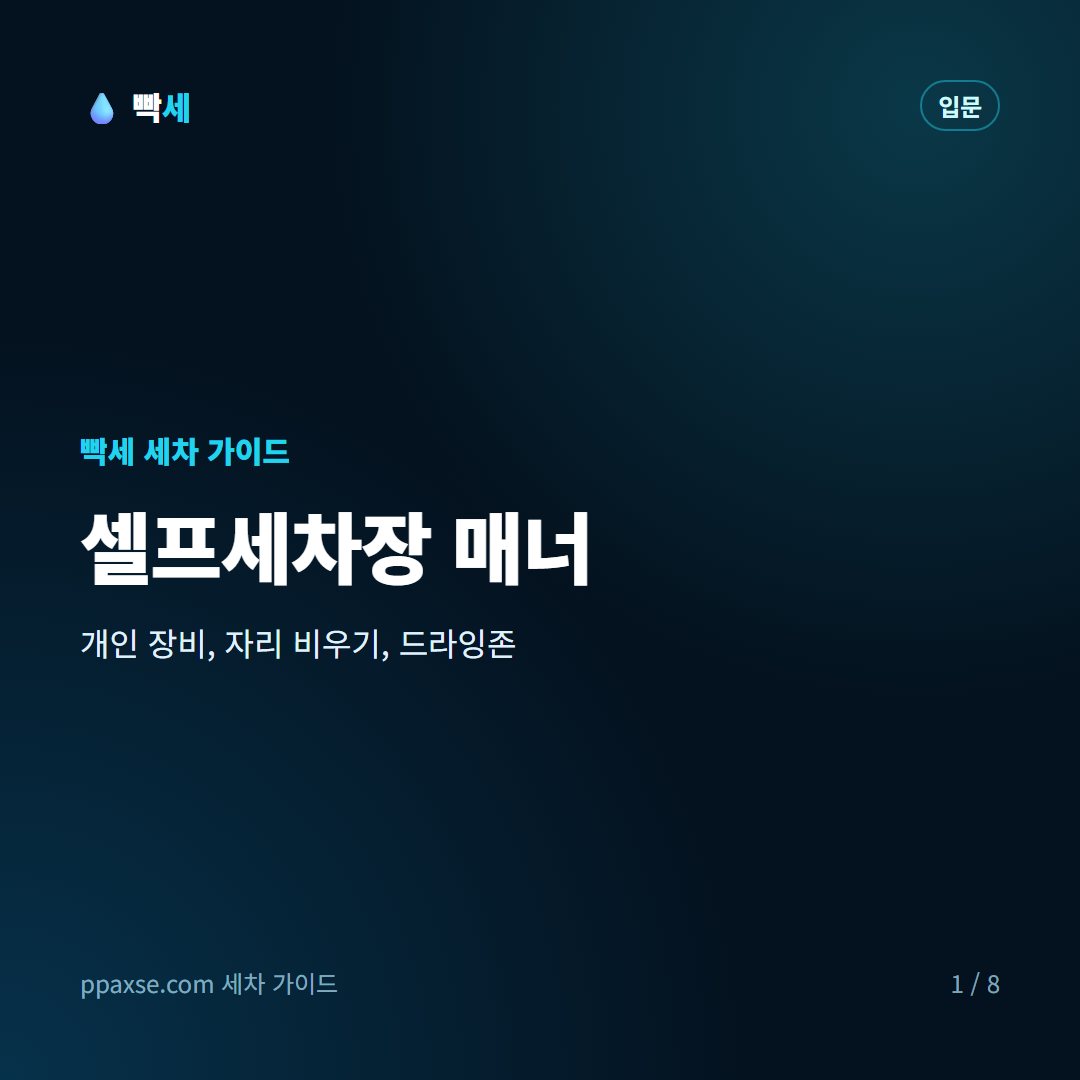 빡세
입문
빡세 세차 가이드
셀프세차장 매너
개인 장비, 자리 비우기, 드라잉존
ppaxse.com 세차 가이드
1 / 8